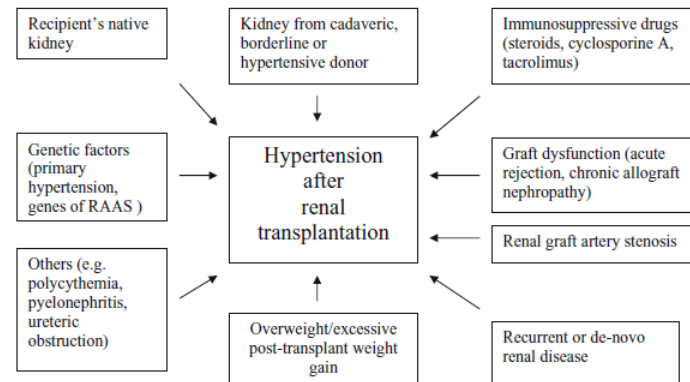 Recipient's native
kidney
Kidney from cadaveric,
borderline or
hypertensive donor
Immunosuppressive drugs
(steroids, cyclosporine A,
tacrolimus)
Genetic factors
(primary
hypertension,
genes of RAAS )
Hypertension
after
renal
transplantation
Graft dysfunction (acute
rejection, chronic allograft
nephropathy)
Renal graft artery stenosis
Others (e.g.
polycythemia,
pyelonephritis,
ureteric
obstruction)
Overweight/excessive
post-transplant weight
gain
Recurrent or de-novo
renal disease